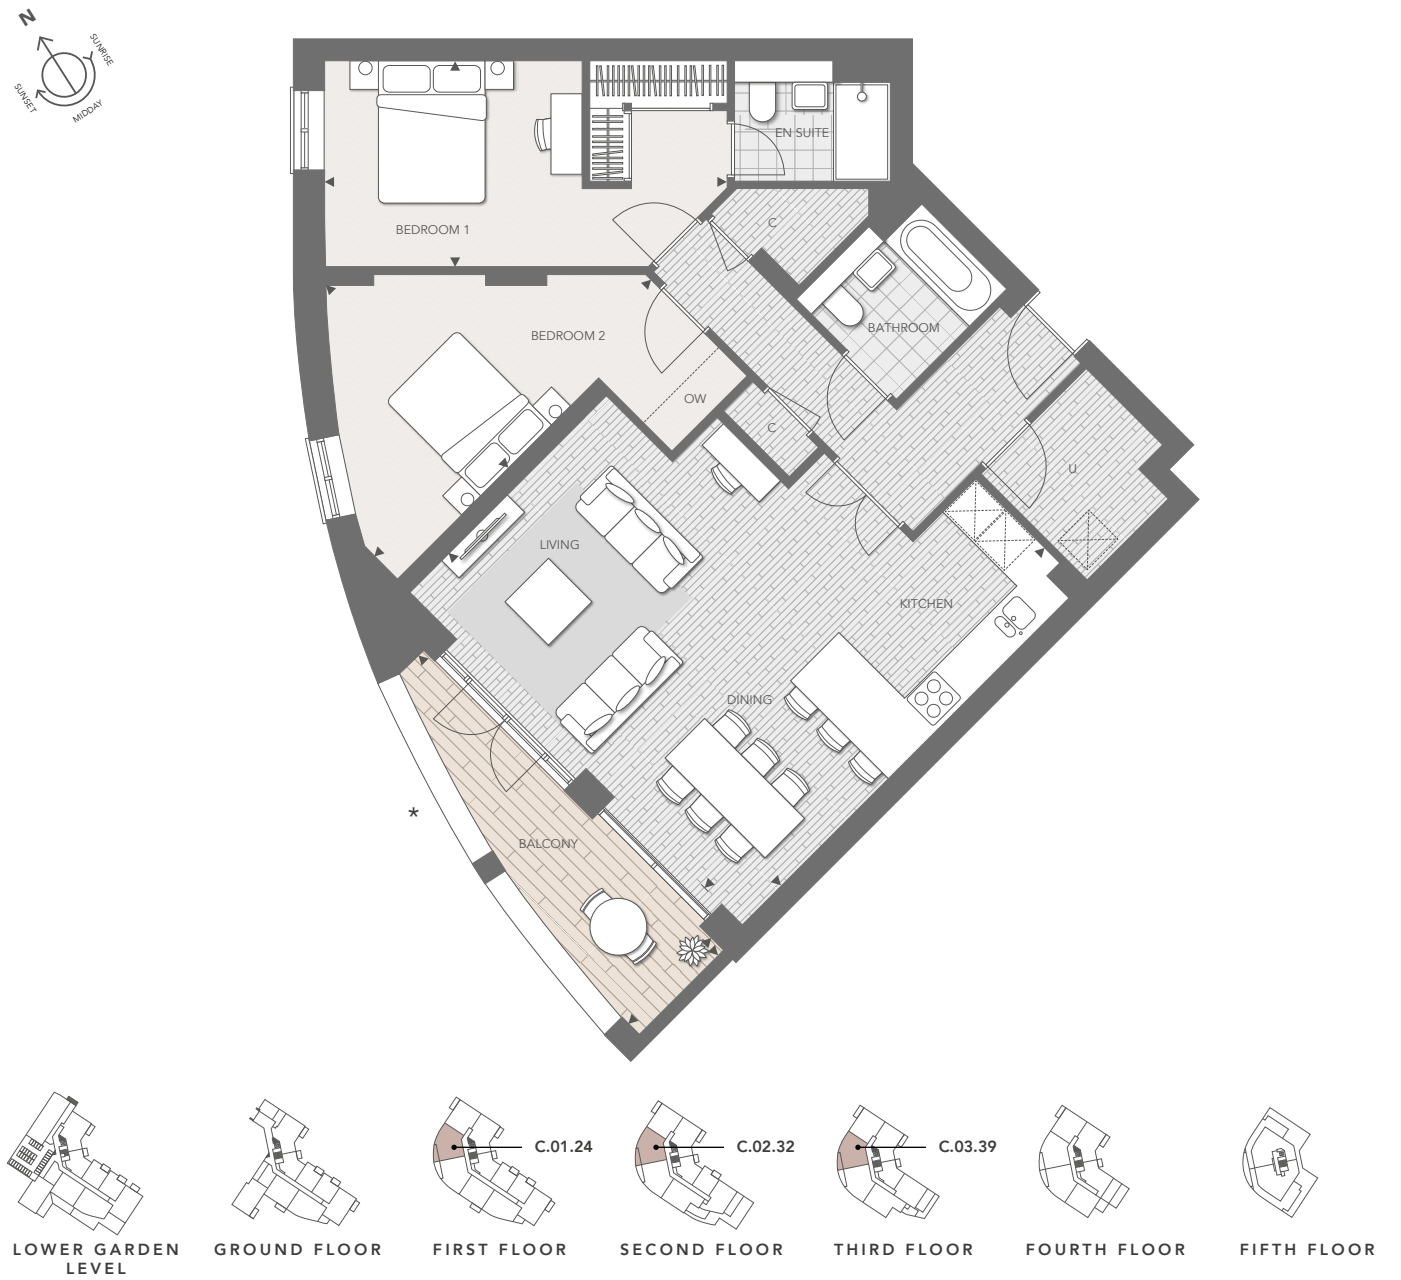 N
SUNRISE
SUNSET
MIDDAY
EN SUITE
BEDROOM 1
C
BATHROOM
BEDROOM 2
OW
C
U
LIVING
KITCHEN
DINING
*
BALCONY
C.01.24
C.02.32
C.03.39
LOWER GARDEN
LEVEL
GROUND FLOOR
FIRST FLOOR
SECOND FLOOR
THIRD FLOOR
FOURTH FLOOR
FIFTH FLOOR